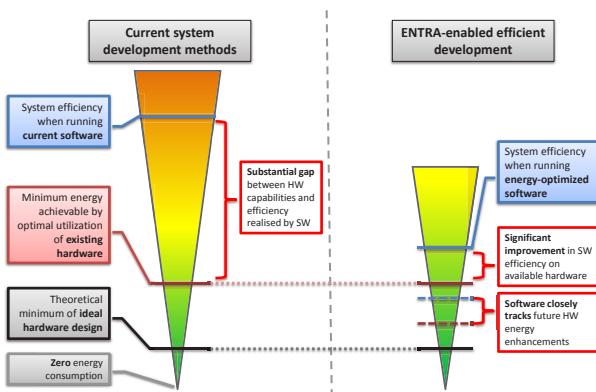 Current system
development methods
ENTRA-enabled efficient
development
System efficiency
when running
current software
Minimum energy
achievable by
optimal utilization
of existing
hardware
Theoretical
minimum of ideal
hardware design
Zero energy
consumption
Substantial gap
between HW
capabilities and
efficiency
realised by SW
System efficiency
when running
energy-optimized
software
Significant
improvement in SW
efficiency on
available hardware
Software closely
tracks future HW
energy
enhancements